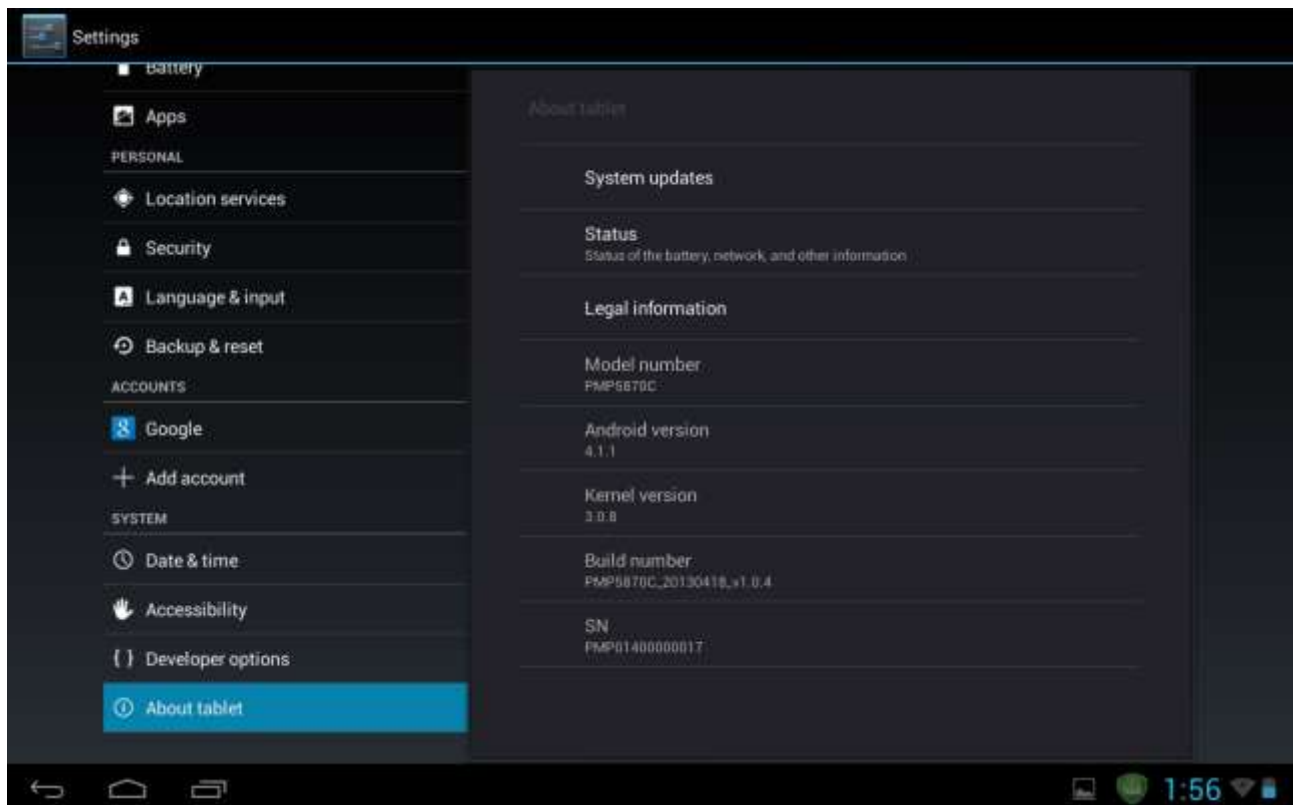 Settings
Battery
Apps
PERSONAL
Location services
Security
Language & input
Backup & reset
ACCOUNTS
Google
Add account
SYSTEM
Date & time
Accessibility
{ } Developer options
About tablet
About tablet
System updates
Status
Status of the battery, network, and other information
Legal information
Model number
PMP5870C
Android version
4.1.1
Kernel version
3.0.8
Build number
PMP5870C_20130418_v1.0.4
SN
PMP01400000017
1:56